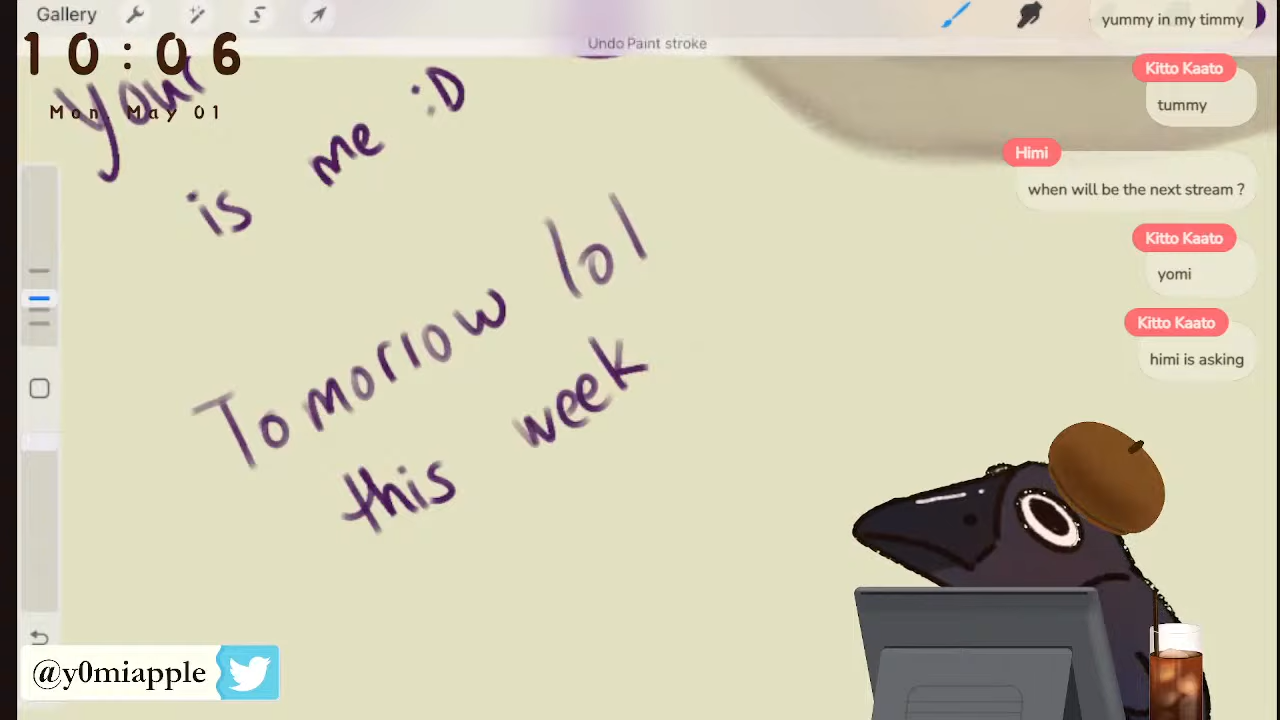 Gallery
Undo Paint stroke
10:06
Mon, May 01
your
is me :D
Tomorrow lol
this week
yummy in my timmy
Kitto Kaato
tummy
Himi
when will be the next stream ?
Kitto Kaato
yomi
Kitto Kaato
himi is asking
@y0miapple